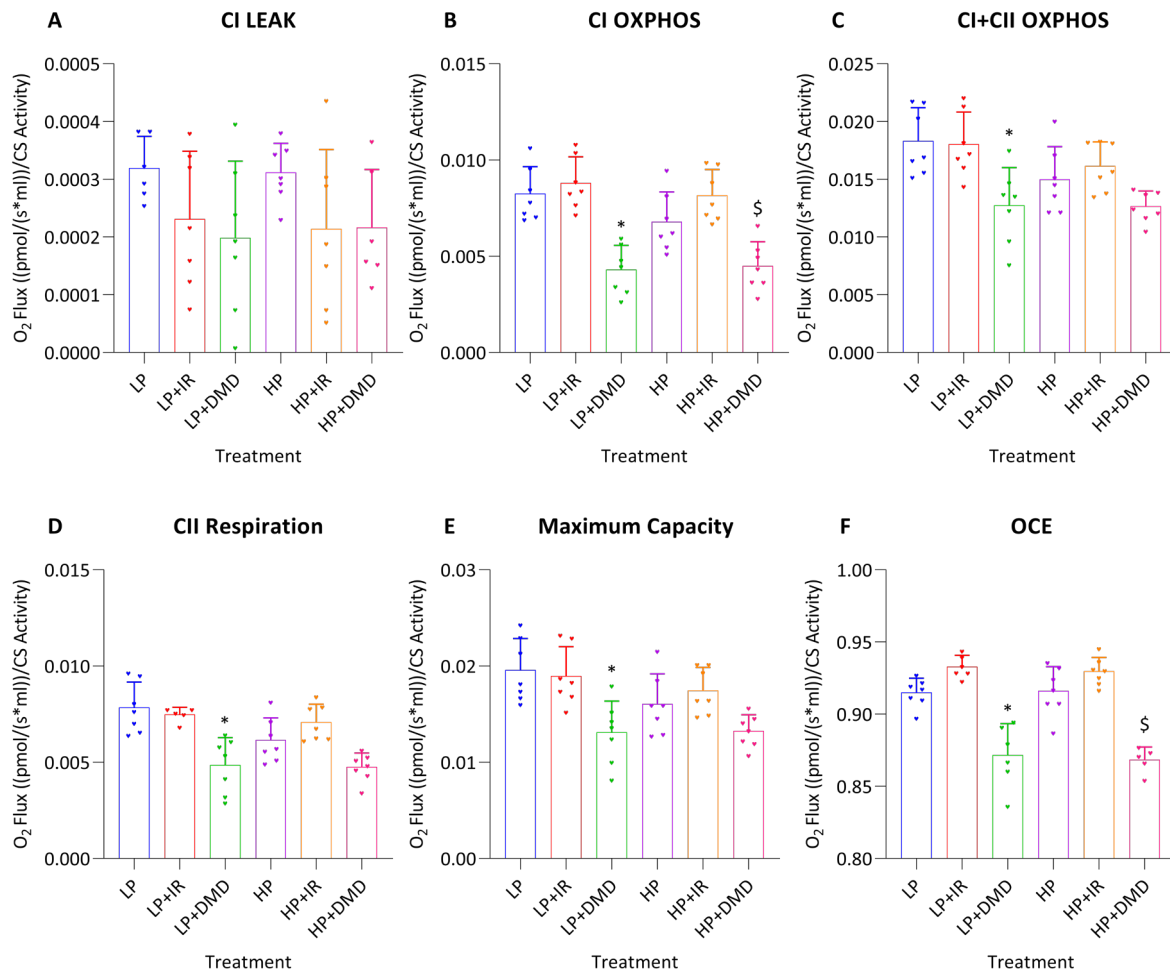 A CI LEAK
O2 Flux ((pmol/(s*ml))/CS Activity)
0.0005
0.0004
0.0003
0.0002
0.0001
0.0000
LP
LP+IR
LP+DMD
HP
HP+IR
HP+DMD
Treatment
B CI OXPHOS
O2 Flux ((pmol/(s*ml)))/CS Activity
0.015
0.010
0.005
0.000
*
$
LP
LP+IR
LP+DMD
HP
HP+IR
HP+DMD
Treatment
C CI+CII OXPHOS
O2 Flux ((pmol/(s*ml)))/CS Activity
0.025
0.020
0.015
0.010
0.005
0.000
*
LP
LP+IR
LP+DMD
HP
HP+IR
HP+DMD
Treatment
D CII Respiration
O2 Flux ((pmol/(s*ml)))/CS Activity
0.015
0.010
0.005
0.000
*
LP
LP+IR
LP+DMD
HP
HP+IR
HP+DMD
Treatment
E Maximum Capacity
O2 Flux ((pmol/(s*ml)))/CS Activity
0.03
0.02
0.01
0.00
*
LP
LP+IR
LP+DMD
HP
HP+IR
HP+DMD
Treatment
F OCE
O2 Flux ((pmol/(s*ml)))/CS Activity
1.00
0.95
0.90
0.85
0.80
*
$
LP
LP+IR
LP+DMD
HP
HP+IR
HP+DMD
Treatment